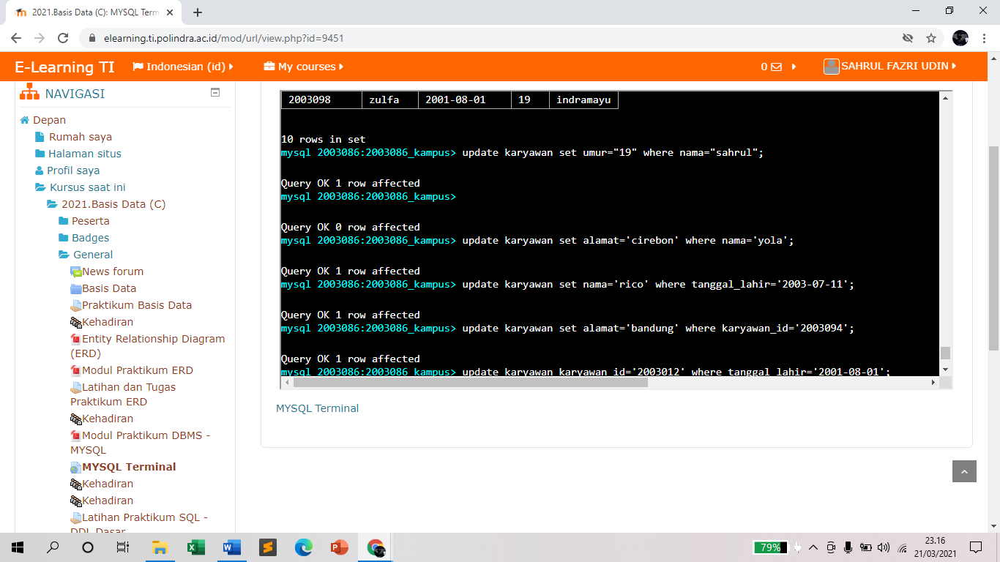 2021.Basis Data (C): MYSQL Term
elearning.ti.polindra.ac.id/mod/url/view.php?id=9451
E-Learning TI
Indonesian (id)
My courses
0
SAHRUL FAZRI UDIN
NAVIGASI
Depan
Rumah saya
Halaman situs
Profil saya
Kursus saat ini
2021.Basis Data (C)
Peserta
Badges
General
News forum
Basis Data
Praktikum Basis Data
Kehadiran
Entity Relationship Diagram
(ERD)
Modul Praktikum ERD
Latihan dan Tugas
Praktikum ERD
Kehadiran
Modul Praktikum DBMS -
MYSQL
MYSQL Terminal
Kehadiran
Kehadiran
Latihan Praktikum SQL -
DDL Dasar
2003098 zulfa 2001-08-01 19 indramayu
10 rows in set
mysql 2003086:2003086_kampus> update karyawan set umur="19" where nama="sahrul";
Query OK 1 row affected
mysql 2003086:2003086_kampus>
Query OK 0 row affected
mysql 2003086:2003086_kampus> update karyawan set alamat='cirebon' where nama='yola';
Query OK 1 row affected
mysql 2003086:2003086_kampus> update karyawan set nama='rico' where tanggal_lahir='2003-07-11';
Query OK 1 row affected
mysql 2003086:2003086_kampus> update karyawan set alamat='bandung' where karyawan_id='2003094';
Query OK 1 row affected
mysql 2003086:2003086_kampus> update karyawan karyawan_id='2003012' where tanggal_lahir='2001-08-01';
MYSQL Terminal
79%
23.16
21/03/2021